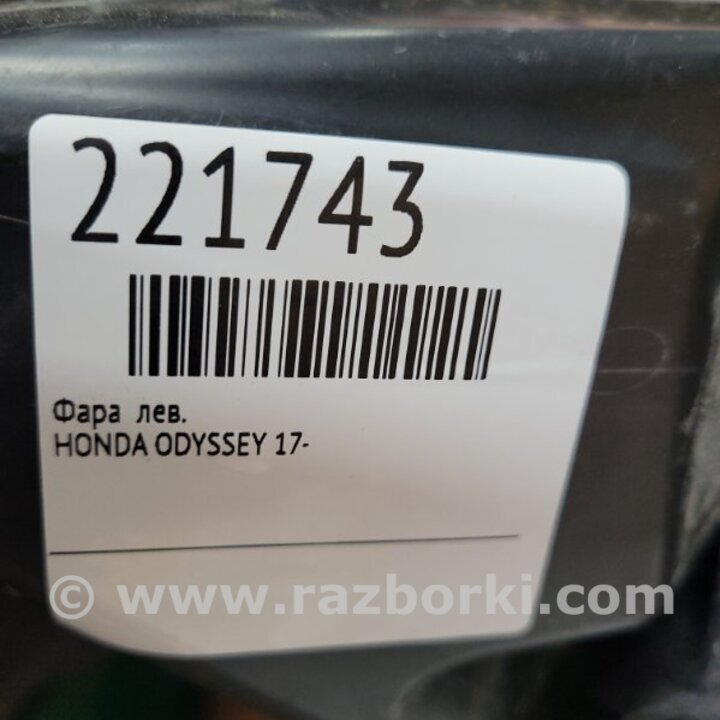 221743
Фара лев.
HONDA ODYSSEY 17-
© www.razborki.com